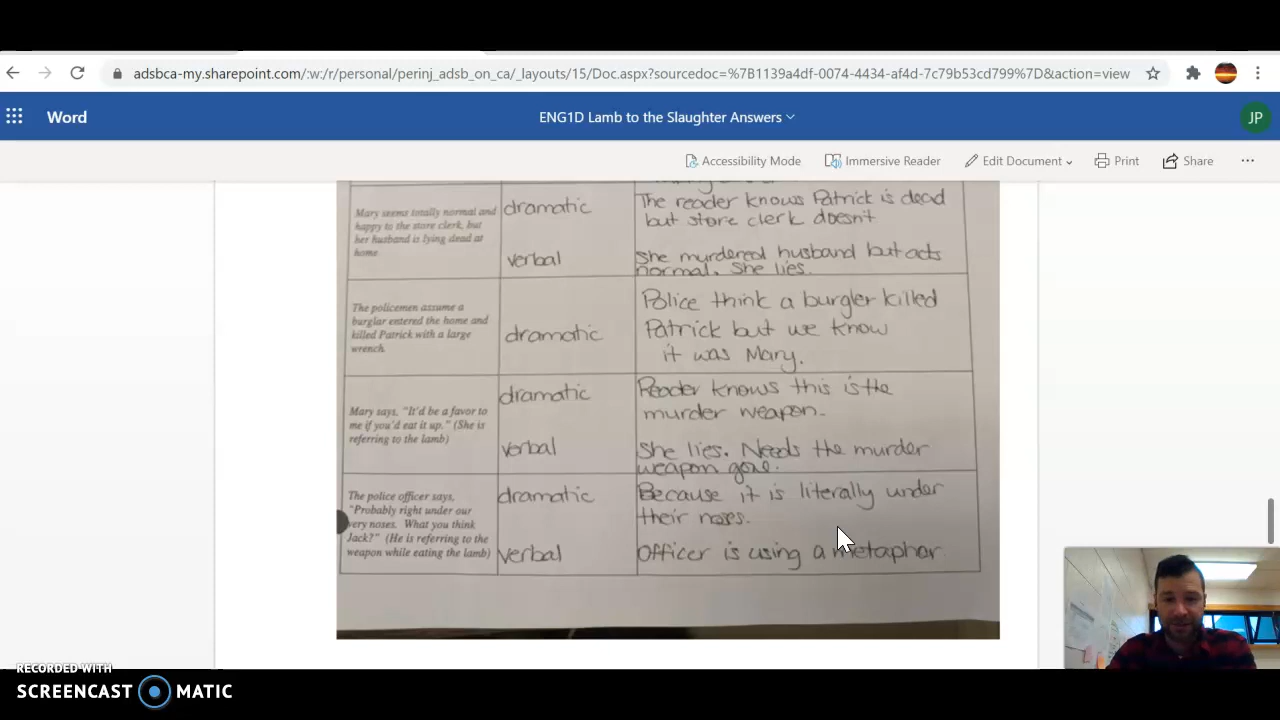 adsbca-my.sharepoint.com/:w:/r/personal/perinj_adsb_on_ca/_layouts/15/Doc.aspx?sourcedoc=%7B1139a4df-0074-4434-af4d-7c79b53cd799%7D&action=view
Word
ENG1D Lamb to the Slaughter Answers
JP
Accessibility Mode
Immersive Reader
Edit Document
Print
Share
Mary seems totally normal and
happy to the store clerk, but
her husband is lying dead at
home.
dramatic
The reader knows Patrick is dead
but store clerk doesn't
verbal
She murdered husband but acts
normal. She lies.
The policemen assume a
burglar entered the home and
killed Patrick with a large
wrench.
dramatic
Police think a burgler killed
Patrick but we know
it was Mary.
Mary says, "It'd be a favor to
me if you'd eat it up." (She is
referring to the lamb)
dramatic
Reader knows this is the
murder weapon.
verbal
She lies. Needs the murder
weapon gone.
The police officer says,
"Probably right under our
very noses. What you think
Jack?" (He is referring to the
weapon while eating the lamb)
dramatic
Because it is literally under
their noses.
verbal
Officer is using a metaphor.
RECORDED WITH
SCREENCAST MATIC